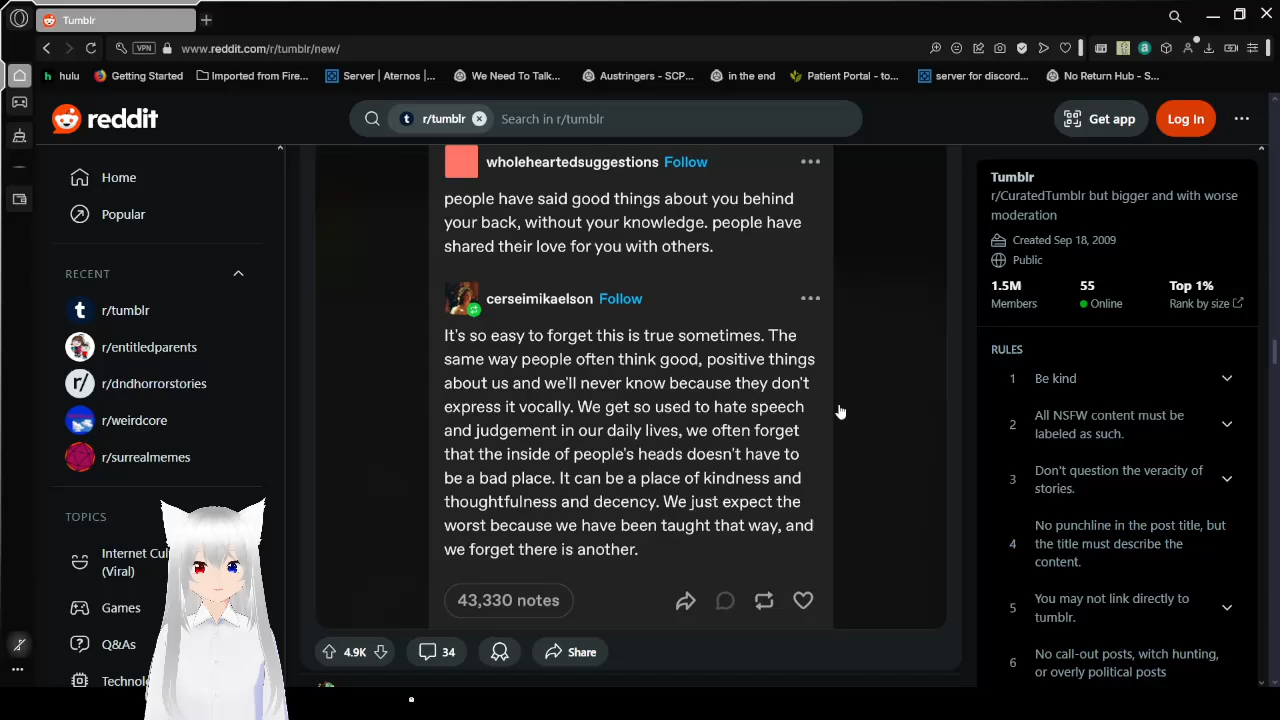 Tumblr
VPN
www.reddit.com/r/tumblr/new/
hulu
Getting Started
Imported from Fire...
Server | Aternos |...
We Need To Talk...
Austringers - SCP...
in the end
Patient Portal - to...
server for discord...
No Return Hub - S...
reddit
r/tumblr
Search in r/tumblr
Get app
Log In
Home
Popular
RECENT
r/tumblr
r/entitledparents
r/dndhorrorstories
r/weirdcore
r/surrealmemes
TOPICS
Internet Cul
(Viral)
Games
Q&As
Technol
wholeheartedsuggestions Follow
people have said good things about you behind
your back, without your knowledge. people have
shared their love for you with others.
cerseimikaelson Follow
It's so easy to forget this is true sometimes. The
same way people often think good, positive things
about us and we'll never know because they don't
express it vocally. We get so used to hate speech
and judgement in our daily lives, we often forget
that the inside of people's heads doesn't have to
be a bad place. It can be a place of kindness and
thoughtfulness and decency. We just expect the
worst because we have been taught that way, and
we forget there is another.
43,330 notes
4.9K
34
Share
Tumblr
r/CuratedTumblr but bigger and with worse
moderation
Created Sep 18, 2009
Public
1.5M
55
Top 1%
Members
Online
Rank by size
RULES
1 Be kind
2 All NSFW content must be
labeled as such.
3 Don't question the veracity of
stories.
4 No punchline in the post title, but
the title must describe the
content.
5 You may not link directly to
tumblr.
6 No call-out posts, witch hunting,
or overly political posts